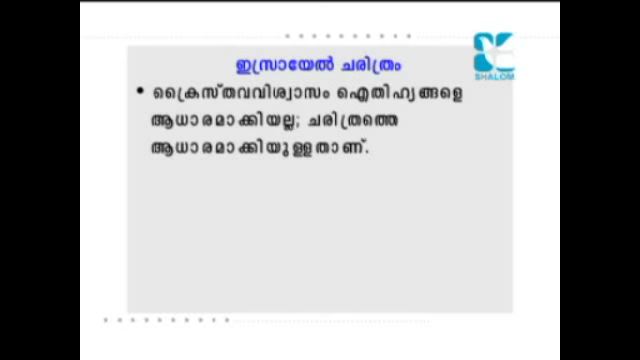 ഇസ്രായേൽ ചരിത്രം
SHALOM
• ക്രൈസ്തവവിശ്വാസം ഐതിഹ്യങ്ങളെ
ആധാരമാക്കിയല്ല; ചരിത്രത്തെ
ആധാരമാക്കിയുള്ളതാണ്.